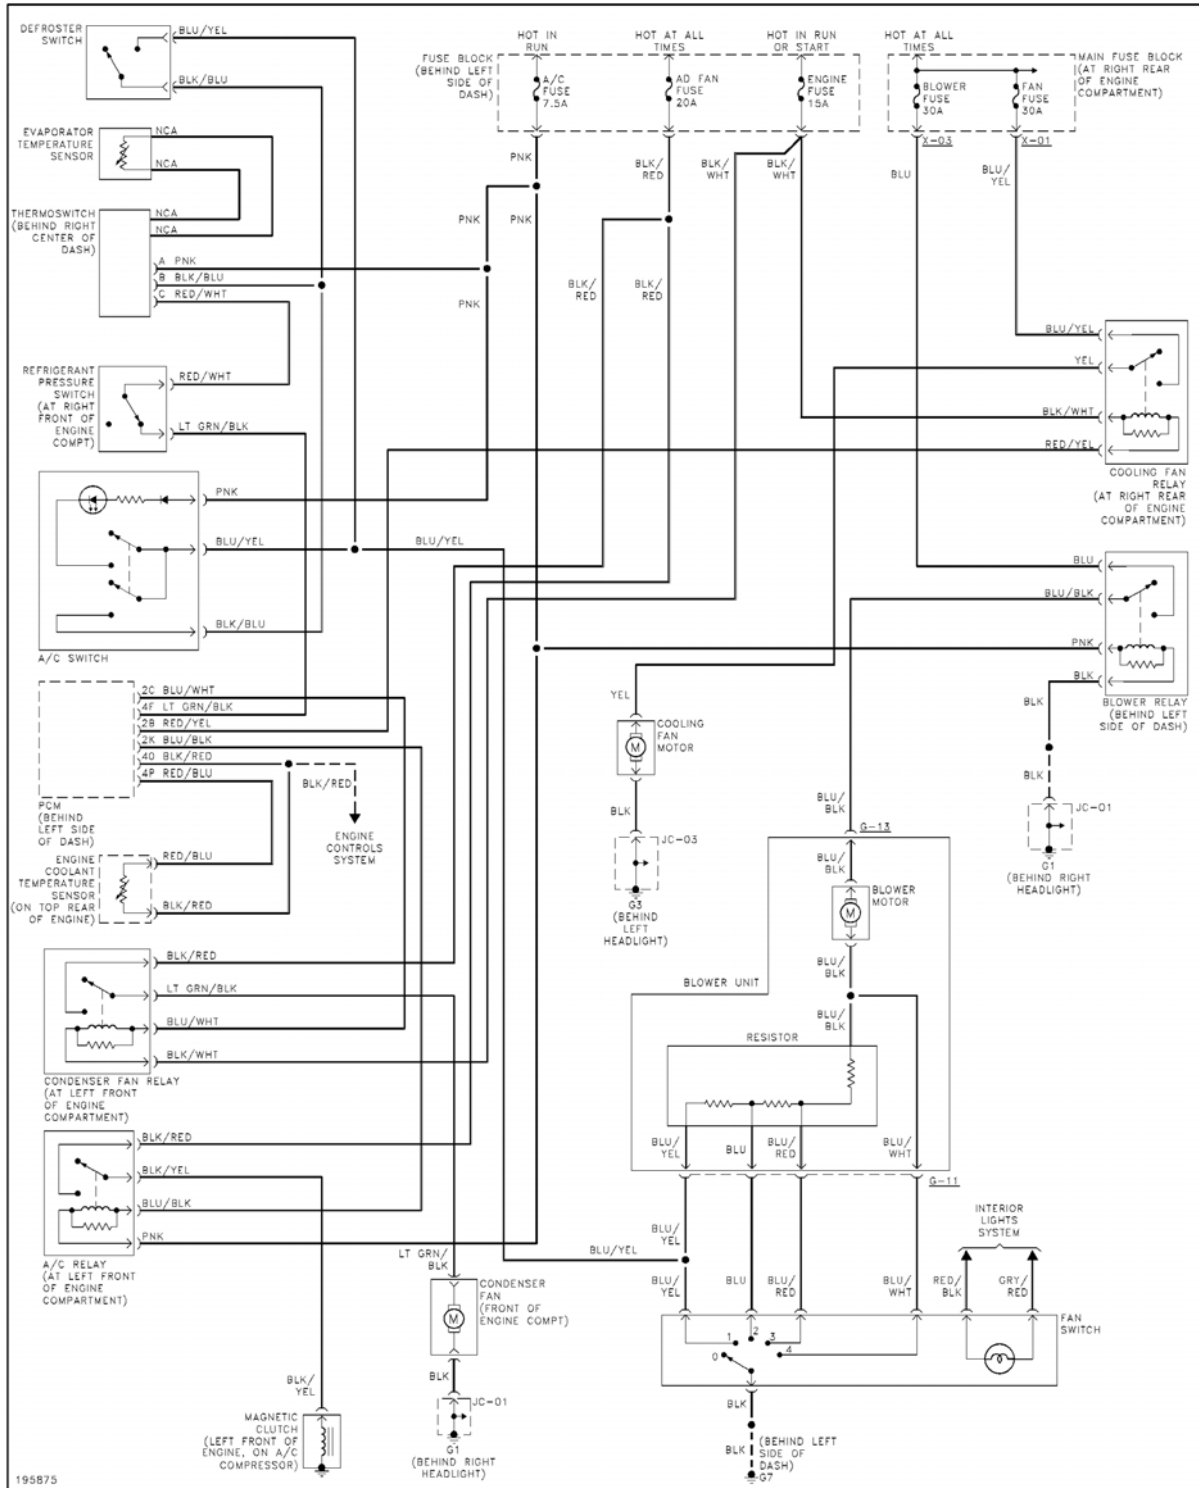 DEFROSTER
SWITCH
BLU/YEL
BLK/BLU
EVAPORATOR
TEMPERATURE
SENSOR
NCA
NCA
THERMOSWITCH
(BEHIND RIGHT
CENTER OF
DASH)
NCA
NCA
A PNK
B BLK/BLU
C RED/WHT
REFRIGERANT
PRESSURE
SWITCH
(AT RIGHT
FRONT OF
ENGINE
COMPT)
RED/WHT
LT GRN/BLK
PNK
BLU/YEL
BLU/YEL
BLK/BLU
A/C SWITCH
2C BLU/WHT
4F LT GRN/BLK
2B RED/YEL
2K BLU/BLK
4O BLK/RED
4P RED/BLU
PCM
(BEHIND
LEFT SIDE
OF DASH)
BLK/RED
ENGINE
CONTROLS
SYSTEM
ENGINE
COOLANT
TEMPERATURE
SENSOR
(ON TOP REAR
OF ENGINE)
RED/BLU
BLK/RED
BLK/RED
LT GRN/BLK
BLU/WHT
BLK/WHT
CONDENSER FAN RELAY
(AT LEFT FRONT
OF ENGINE
COMPARTMENT)
BLK/RED
BLK/YEL
BLU/BLK
PNK
A/C RELAY
(AT LEFT FRONT
OF ENGINE
COMPARTMENT)
BLK/
YEL
MAGNETIC
CLUTCH
(LEFT FRONT OF
ENGINE, ON A/C
COMPRESSOR)
195875
HOT IN
RUN
HOT AT ALL
TIMES
HOT IN RUN
OR START
HOT AT ALL
TIMES
FUSE BLOCK
(BEHIND LEFT
SIDE OF
DASH)
A/C
FUSE
7.5A
AD FAN
FUSE
20A
ENGINE
FUSE
15A
BLOWER
FUSE
30A
FAN
FUSE
30A
MAIN FUSE BLOCK
(AT RIGHT REAR
OF ENGINE
COMPARTMENT)
X-03
X-01
PNK
BLK/
RED
BLK/
WHT
BLK/
WHT
BLU
BLU/
YEL
PNK
PNK
PNK
BLK/
RED
BLK/
RED
BLU/YEL
YEL
BLK/WHT
RED/YEL
COOLING FAN
RELAY
(AT RIGHT REAR
OF ENGINE
COMPARTMENT)
BLU
BLU/BLK
PNK
BLK
BLOWER RELAY
(BEHIND LEFT
SIDE OF DASH)
BLK
BLK
JC-01
G1
(BEHIND RIGHT
HEADLIGHT)
YEL
COOLING
FAN
MOTOR
M
BLK
JC-03
G3
(BEHIND
LEFT
HEADLIGHT)
BLU/
BLK
G-13
BLU/
BLK
BLOWER
MOTOR
M
BLU/
BLK
BLOWER UNIT
BLU/
BLK
RESISTOR
BLU/
YEL
BLU
BLU/
RED
BLU/
WHT
G-11
BLU/
YEL
BLU/YEL
BLU/
YEL
BLU
BLU/
RED
BLU/
WHT
INTERIOR
LIGHTS
SYSTEM
RED/
BLK
GRY/
RED
FAN
SWITCH
0
1
2
3
4
BLK
BLK
(BEHIND LEFT
SIDE OF
DASH)
G7
LT GRN/
BLK
CONDENSER
FAN
(FRONT OF
ENGINE COMPT)
M
BLK
JC-01
G1
(BEHIND RIGHT
HEADLIGHT)